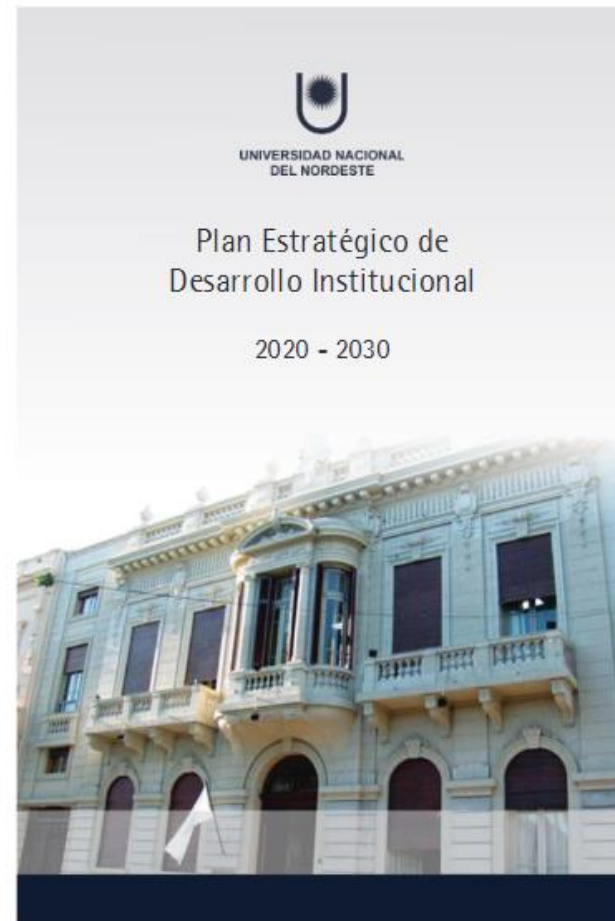 UNIVERSIDAD NACIONAL
DEL NORDESTE
Plan Estratégico de
Desarrollo Institucional
2020 - 2030